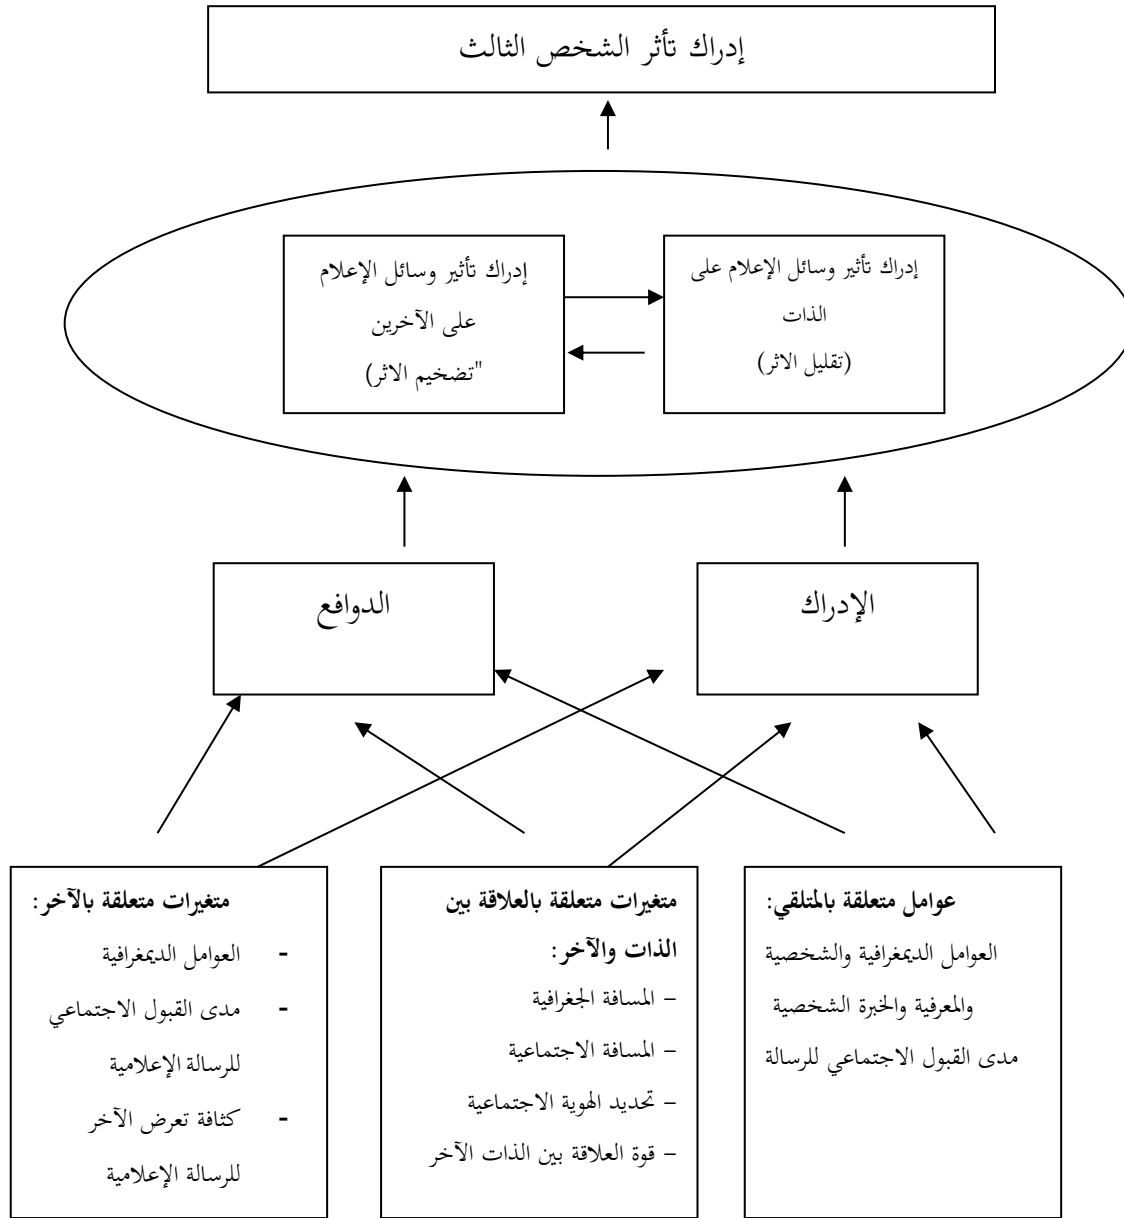 إدراك تأثر الشخص الثالث
إدراك تأثير وسائل الإعلام على
الذات
(تقليل الاثر)
إدراك تأثير وسائل الإعلام
على الآخرين
"تضخيم الاثر)
الإدراك
الدوافع
عوامل متعلقة بالمتلقي:
العوامل الديمغرافية والشخصية
والمعرفية والخبرة الشخصية
مدى القبول الاجتماعي للرسالة
متغيرات متعلقة بالعلاقة بين
الذات والآخر:
– المسافة الجغرافية
– المسافة الاجتماعية
– تحديد الهوية الاجتماعية
– قوة العلاقة بين الذات الآخر
متغيرات متعلقة بالآخر:
- العوامل الديمغرافية
- مدى القبول الاجتماعي
للرسالة الإعلامية
- كثافة تعرض الآخر
للرسالة الإعلامية